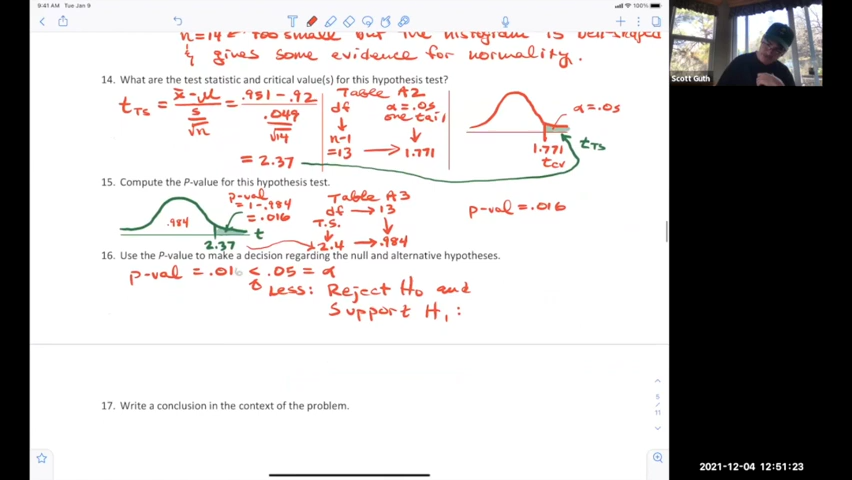 9:41 AM Tue Jan 9
100%
n=14 is too small but the histogram is bell-shaped
& gives some evidence for normality.
Scott Guth
14. What are the test statistic and critical value(s) for this hypothesis test?
t TS = x̄-μ / s/√n = .951-.92 / .049/√14
= 2.37
Table A2
df α=.05
one tail
↓ ↓
n-1
=13 → 1.771
α=.05
1.771
tcv
tTS
15. Compute the P-value for this hypothesis test.
.984
p-val
=1-.984
=.016
2.37 t
Table A3
df → 13
T.S. ↓
↓
2.4 → .984
p-val = .016
16. Use the P-value to make a decision regarding the null and alternative hypotheses.
p-val = .016 < .05 = α
Less: Reject H0 and
Support H1:
17. Write a conclusion in the context of the problem.
5
/
11
2021-12-04 12:51:23